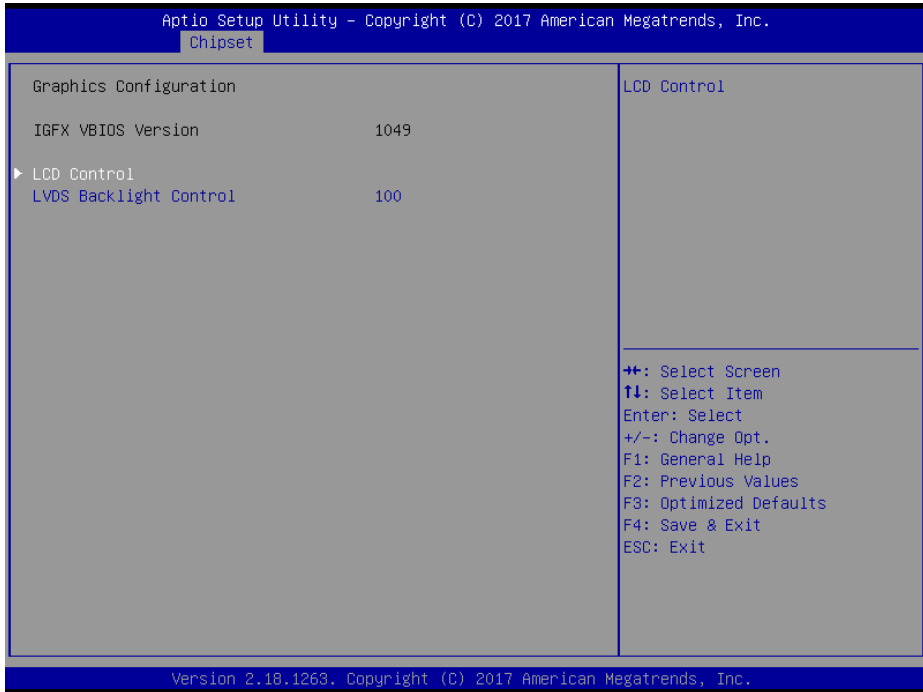 Aptio Setup Utility – Copyright (C) 2017 American Megatrends, Inc.
Chipset
Graphics Configuration
IGFX VBIOS Version 1049
▶ LCD Control
LVDS Backlight Control 100
LCD Control
→←: Select Screen
↑↓: Select Item
Enter: Select
+/-: Change Opt.
F1: General Help
F2: Previous Values
F3: Optimized Defaults
F4: Save & Exit
ESC: Exit
Version 2.18.1263. Copyright (C) 2017 American Megatrends, Inc.